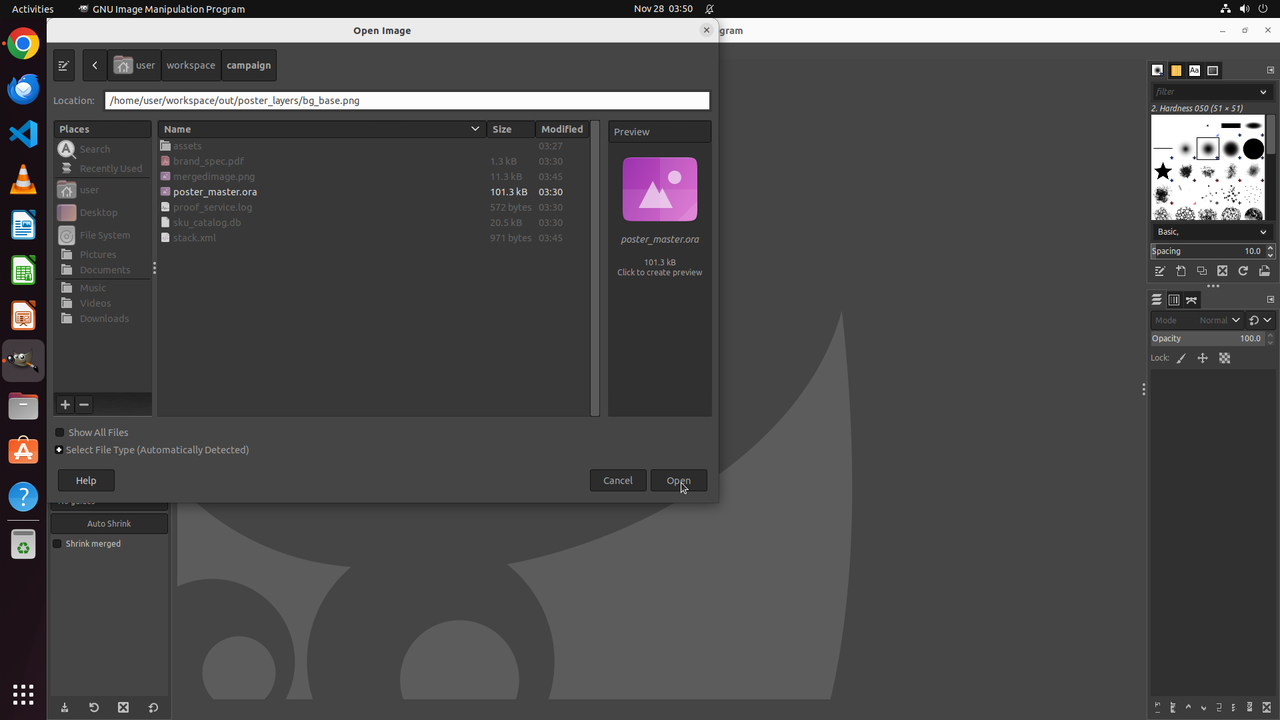 Activities
GNU Image Manipulation Program
Nov 28 03:50
Open Image
gram
user
workspace
campaign
Location:
/home/user/workspace/out/poster_layers/bg_base.png
Places
Search
Recently Used
user
Desktop
File System
Pictures
Documents
Music
Videos
Downloads
Name Size Modified
assets 03:27
brand_spec.pdf 1.3 kB 03:30
mergedimage.png 11.3 kB 03:45
poster_master.ora 101.3 kB 03:30
proof_service.log 572 bytes 03:30
sku_catalog.db 20.5 kB 03:30
stack.xml 971 bytes 03:45
Preview
poster_master.ora
101.3 kB
Click to create preview
Show All Files
Select File Type (Automatically Detected)
Help
Cancel
Open
Auto Shrink
Shrink merged
filter
2. Hardness 050 (51 × 51)
Basic,
Spacing 10.0
Mode Normal
Opacity 100.0
Lock: